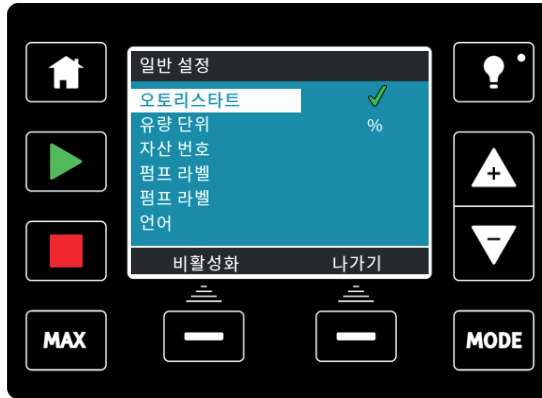 일반 설정
오토리스타트
유량 단위 %
자산 번호
펌프 라벨
펌프 라벨
언어
비활성화 나가기
MAX
MODE